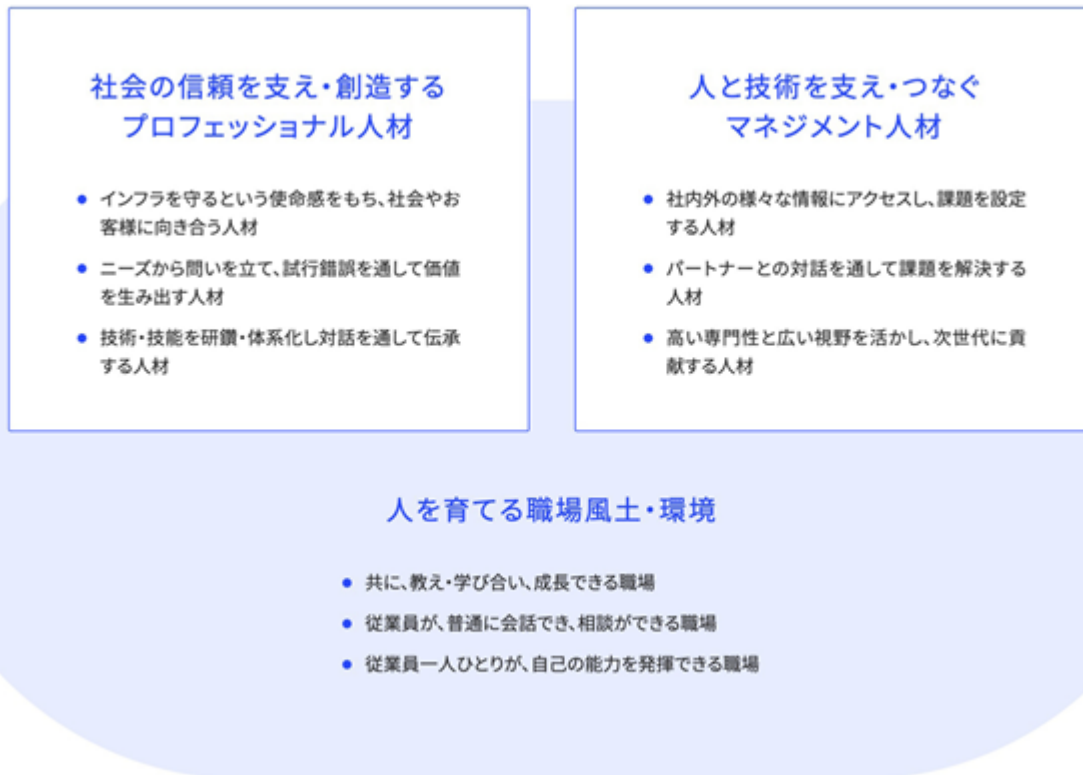 社会の信頼を支え・創造する
プロフェッショナル人材
● インフラを守るという使命感をもち、社会やお
客様に向き合う人材
● ニーズから問いを立て、試行錯誤を通して価値
を生み出す人材
● 技術・技能を研鑽・体系化し対話を通して伝承
する人材
人と技術を支え・つなぐ
マネジメント人材
● 社内外の様々な情報にアクセスし、課題を設定
する人材
● パートナーとの対話を通して課題を解決する
人材
● 高い専門性と広い視野を活かし、次世代に貢
献する人材
人を育てる職場風土・環境
● 共に、教え・学び合い、成長できる職場
● 従業員が、普通に会話でき、相談ができる職場
● 従業員一人ひとりが、自己の能力を発揮できる職場